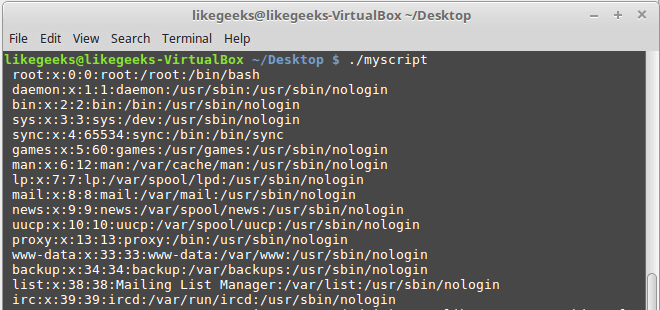 likegeeks@likegeeks-VirtualBox ~/Desktop
File Edit View Search Terminal Help
likegeeks@likegeeks-VirtualBox ~/Desktop $ ./myscript
root:x:0:0:root:/root:/bin/bash
daemon:x:1:1:daemon:/usr/sbin:/usr/sbin/nologin
bin:x:2:2:bin:/bin:/usr/sbin/nologin
sys:x:3:3:sys:/dev:/usr/sbin/nologin
sync:x:4:65534:sync:/bin:/bin/sync
games:x:5:60:games:/usr/games:/usr/sbin/nologin
man:x:6:12:man:/var/cache/man:/usr/sbin/nologin
lp:x:7:7:lp:/var/spool/lpd:/usr/sbin/nologin
mail:x:8:8:mail:/var/mail:/usr/sbin/nologin
news:x:9:9:news:/var/spool/news:/usr/sbin/nologin
uucp:x:10:10:uucp:/var/spool/uucp:/usr/sbin/nologin
proxy:x:13:13:proxy:/bin:/usr/sbin/nologin
www-data:x:33:33:www-data:/var/www:/usr/sbin/nologin
backup:x:34:34:backup:/var/backups:/usr/sbin/nologin
list:x:38:38:Mailing List Manager:/var/list:/usr/sbin/nologin
irc:x:39:39:ircd:/var/run/ircd:/usr/sbin/nologin